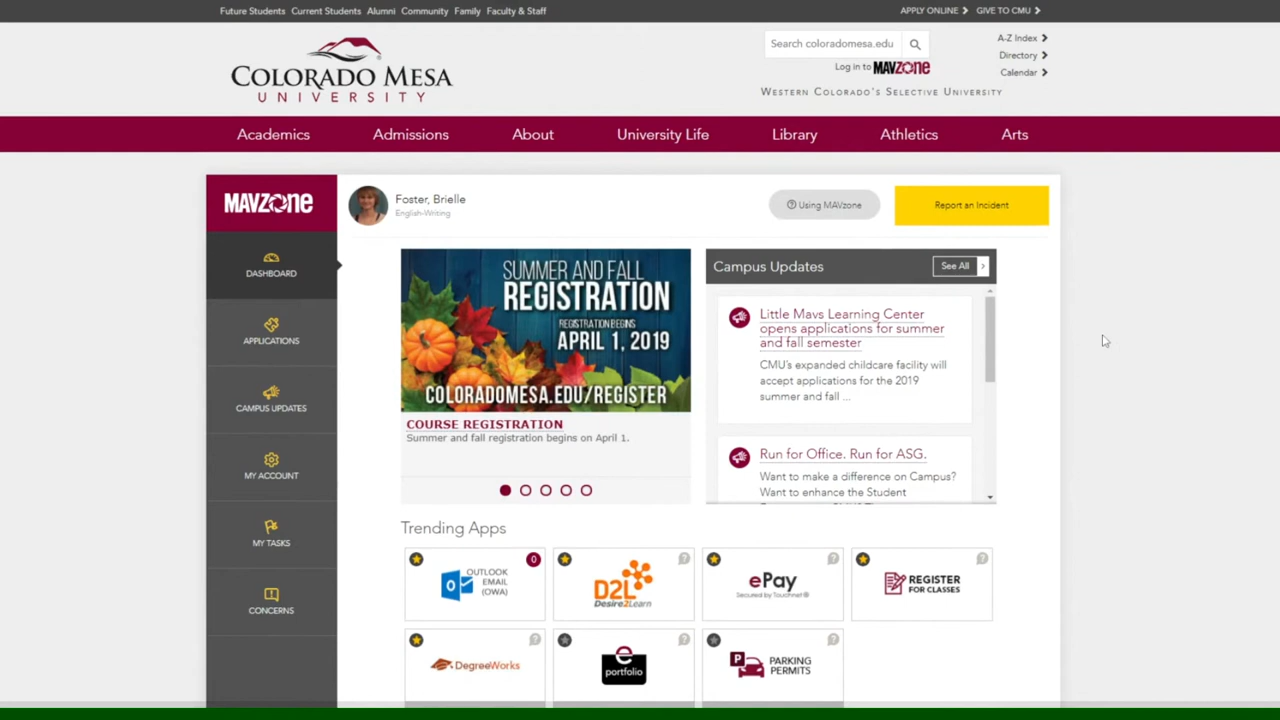 Future Students Current Students Alumni Community Family Faculty & Staff
APPLY ONLINE GIVE TO CMU
COLORADO MESA
UNIVERSITY
Search coloradomesa.edu
Log in to MAVZONE
WESTERN COLORADO'S SELECTIVE UNIVERSITY
A-Z Index
Directory
Calendar
Academics Admissions About University Life Library Athletics Arts
MAVZONE
DASHBOARD
APPLICATIONS
CAMPUS UPDATES
MY ACCOUNT
MY TASKS
CONCERNS
Foster, Brielle
English-Writing
? Using MAVzone
Report an Incident
SUMMER AND FALL
REGISTRATION
REGISTRATION BEGINS
APRIL 1, 2019
COLORADOMESA.EDU/REGISTER
COURSE REGISTRATION
Summer and fall registration begins on April 1.
Campus Updates
See All
Little Mavs Learning Center
opens applications for summer
and fall semester
CMU's expanded childcare facility will
accept applications for the 2019
summer and fall ...
Run for Office. Run for ASG.
Want to make a difference on Campus?
Want to enhance the Student
Trending Apps
0
OUTLOOK
EMAIL
(OWA)
?
D2L
Desire2Learn
?
ePay
Secured by Touchnet®
?
REGISTER
FOR CLASSES
?
DegreeWorks
?
e
portfolio
?
P
PARKING
PERMITS